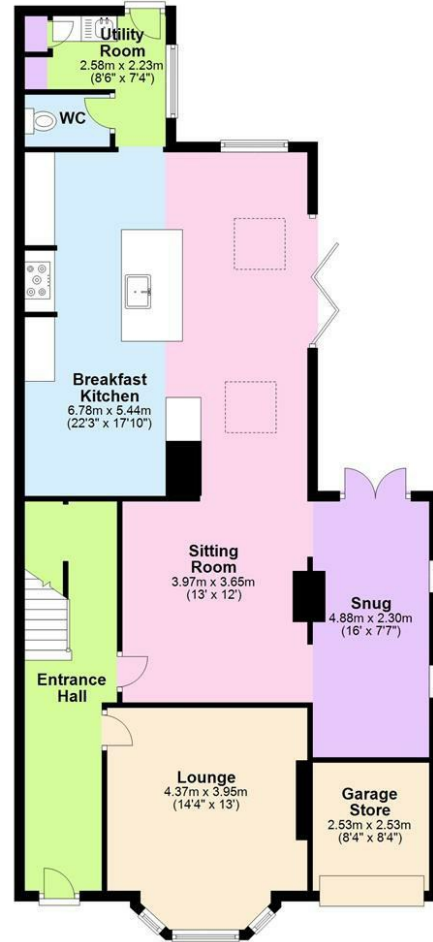 Utility
Room
2.58m x 2.23m
(8'6" x 7'4")
WC
Breakfast
Kitchen
6.78m x 5.44m
(22'3" x 17'10")
Sitting
Room
3.97m x 3.65m
(13' x 12')
Snug
4.88m x 2.30m
(16' x 7'7")
Entrance
Hall
Lounge
4.37m x 3.95m
(14'4" x 13')
Garage
Store
2.53m x 2.53m
(8'4" x 8'4")